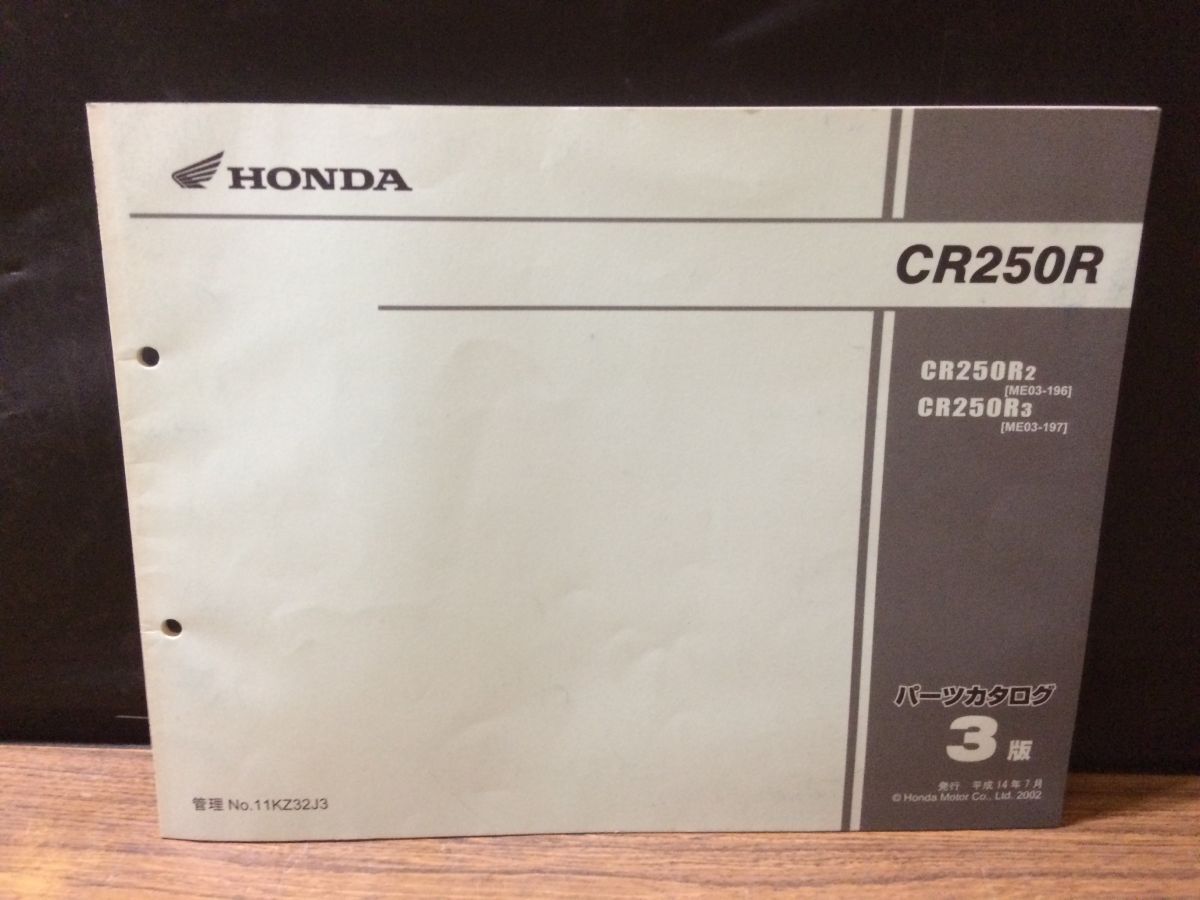 HONDA
CR250R
CR250R2
[ME03-196]
CR250R3
[ME03-197]
パーツカタログ
3版
発行 平成14年7月
© Honda Motor Co., Ltd. 2002
管理 No.11KZ32J3